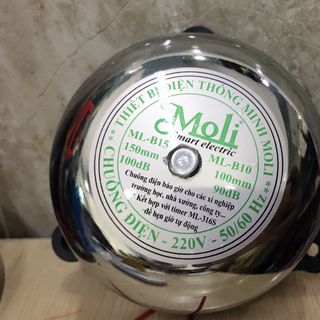 ** THIẾT BỊ ĐIỆN THÔNG MINH MOLI **
Moli
Smart electric
ML-B15
150mm
100dB
ML-B10
100mm
90dB
Chuông điện báo giờ cho các xí nghiệp
trường học, nhà xưởng, công ty...
* Kết hợp với timer ML-316S
để hẹn giờ tự động
CHUÔNG ĐIỆN - 220V - 50/60 Hz